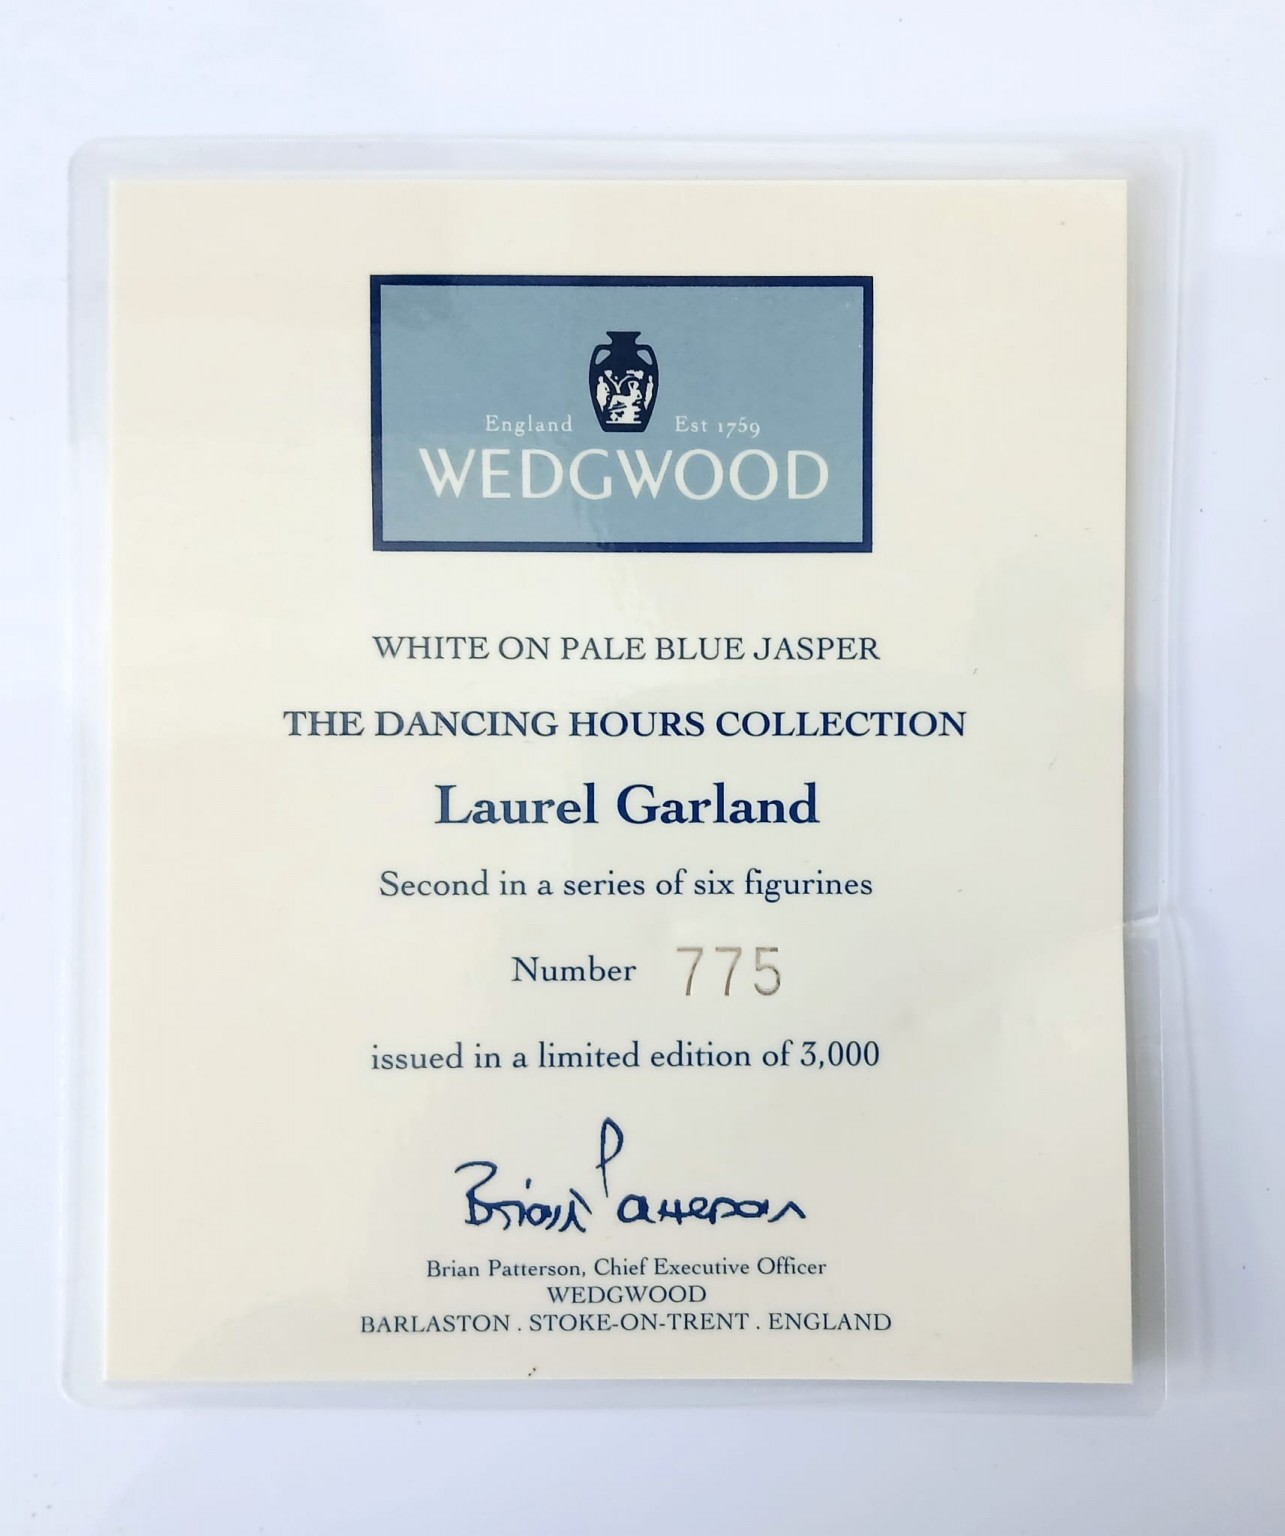 England Est 1759
WEDGWOOD
WHITE ON PALE BLUE JASPER
THE DANCING HOURS COLLECTION
Laurel Garland
Second in a series of six figurines
Number 775
issued in a limited edition of 3,000
Brian Patterson
Brian Patterson, Chief Executive Officer
WEDGWOOD
BARLASTON . STOKE-ON-TRENT . ENGLAND